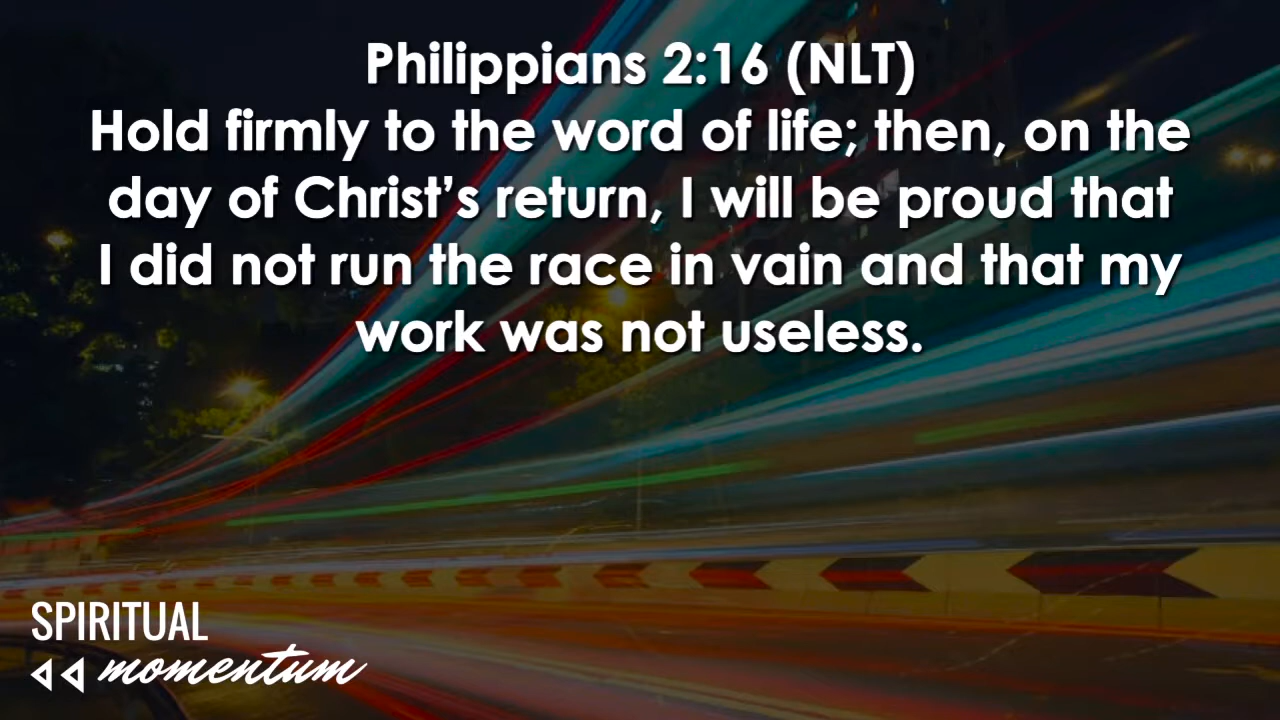 Philippians 2:16 (NLT)
Hold firmly to the word of life; then, on the
day of Christ’s return, I will be proud that
I did not run the race in vain and that my
work was not useless.
SPIRITUAL
momentum